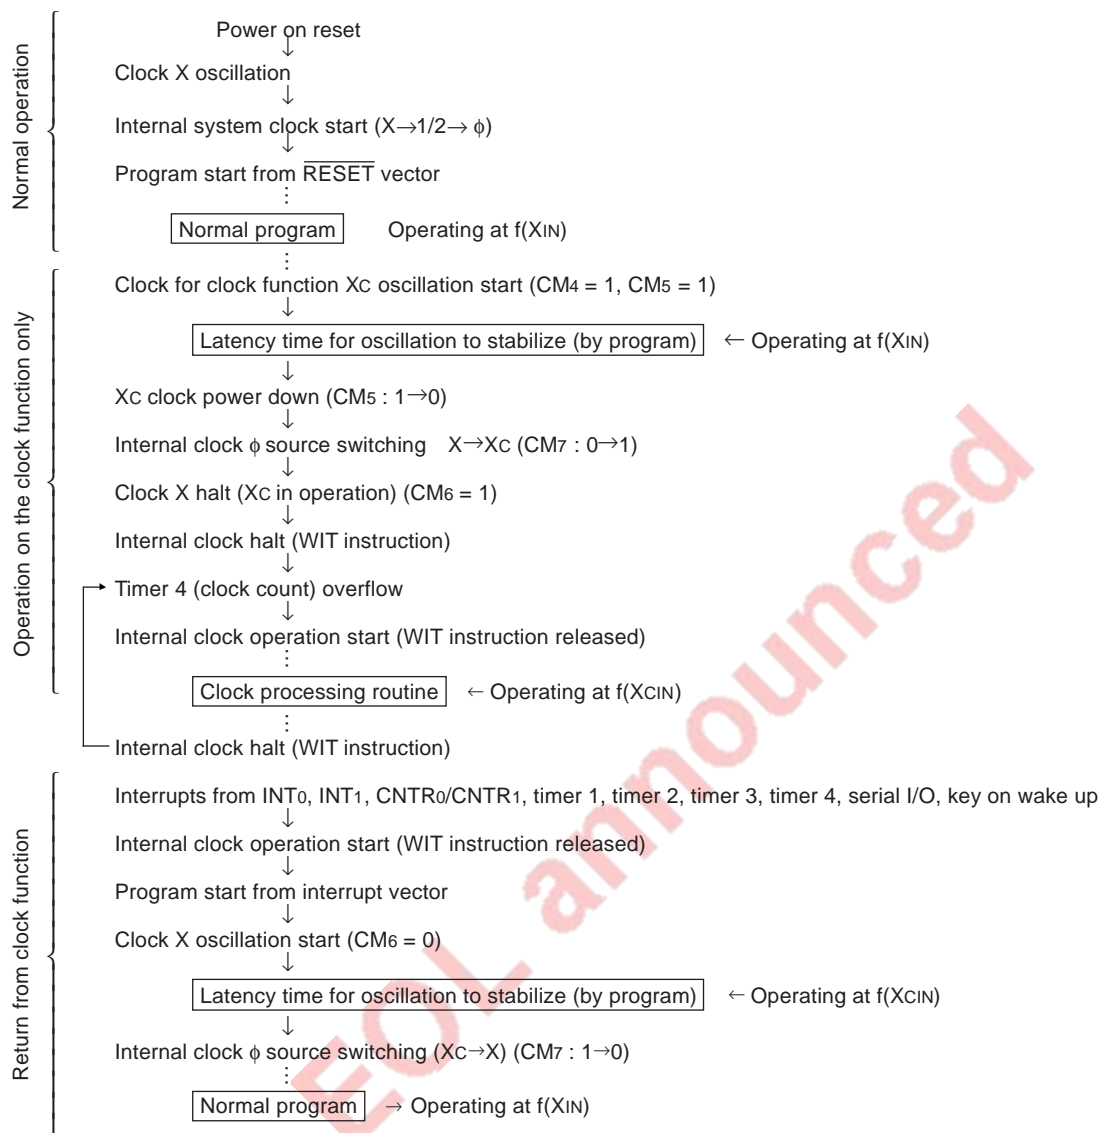 Normal operation
Power on reset
↓
Clock X oscillation
↓
Internal system clock start (X→1/2→ φ)
↓
Program start from RESET vector
⋮
Normal program Operating at f(XIN)
⋮
Operation on the clock function only
Clock for clock function XC oscillation start (CM4 = 1, CM5 = 1)
↓
Latency time for oscillation to stabilize (by program) ← Operating at f(XIN)
↓
XC clock power down (CM5 : 1→0)
↓
Internal clock φ source switching X→XC (CM7 : 0→1)
↓
Clock X halt (XC in operation) (CM6 = 1)
↓
Internal clock halt (WIT instruction)
↓
Timer 4 (clock count) overflow
↓
Internal clock operation start (WIT instruction released)
⋮
Clock processing routine ← Operating at f(XCIN)
⋮
Internal clock halt (WIT instruction)
Return from clock function
Interrupts from INT0, INT1, CNTR0/CNTR1, timer 1, timer 2, timer 3, timer 4, serial I/O, key on wake up
↓
Internal clock operation start (WIT instruction released)
↓
Program start from interrupt vector
↓
Clock X oscillation start (CM6 = 0)
↓
Latency time for oscillation to stabilize (by program) ← Operating at f(XCIN)
↓
Internal clock φ source switching (XC→X) (CM7 : 1→0)
⋮
Normal program → Operating at f(XIN)
EOL announced